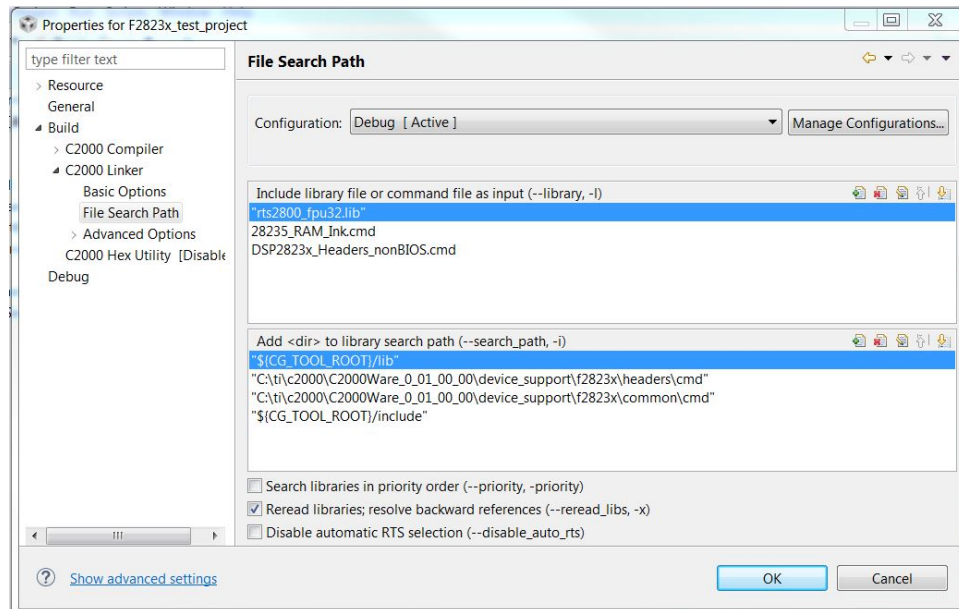 Properties for F2823x_test_project
type filter text
Resource
General
Build
C2000 Compiler
C2000 Linker
Basic Options
File Search Path
Advanced Options
C2000 Hex Utility [Disable
Debug
File Search Path
Configuration: Debug [ Active ] Manage Configurations...
Include library file or command file as input (--library, -l)
"rts2800_fpu32.lib"
28235_RAM_lnk.cmd
DSP2823x_Headers_nonBIOS.cmd
Add <dir> to library search path (--search_path, -i)
"${CG_TOOL_ROOT}/lib"
"C:\ti\c2000\C2000Ware_0_01_00_00\device_support\f2823x\headers\cmd"
"C:\ti\c2000\C2000Ware_0_01_00_00\device_support\f2823x\common\cmd"
"${CG_TOOL_ROOT}/include"
Search libraries in priority order (--priority, -priority)
Reread libraries; resolve backward references (--reread_libs, -x)
Disable automatic RTS selection (--disable_auto_rts)
Show advanced settings
OK Cancel